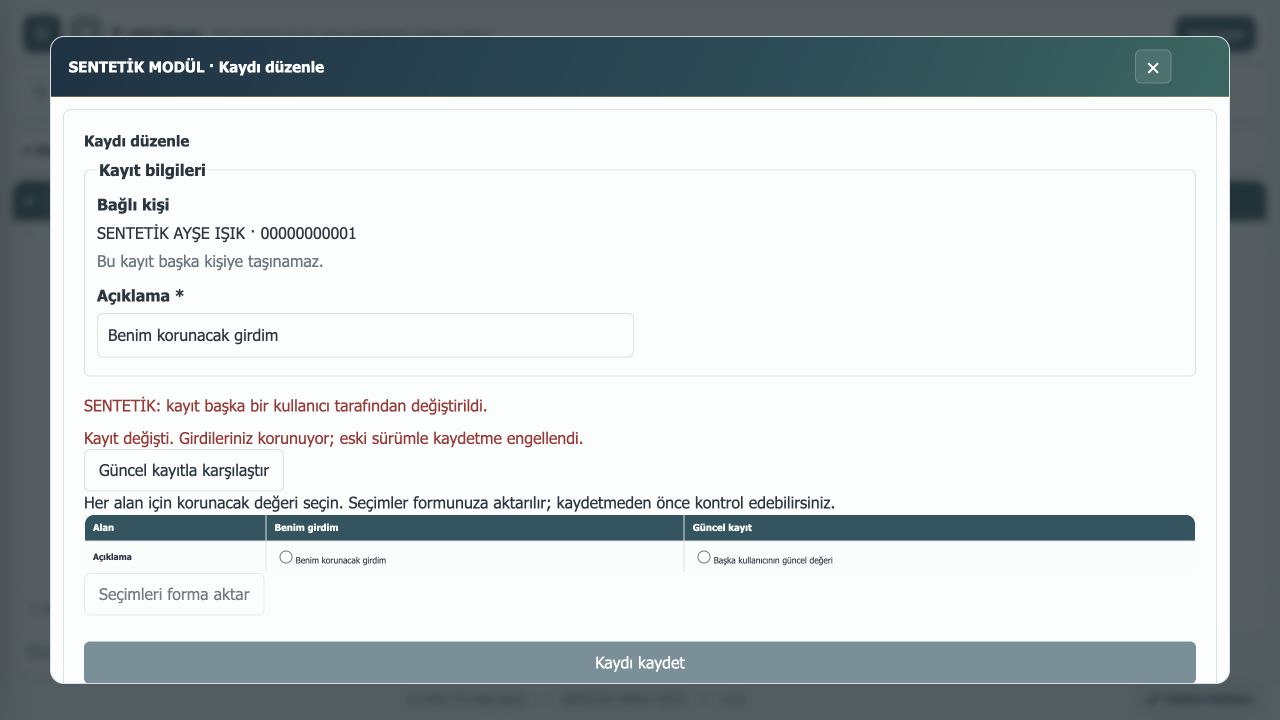 SENTETİK MODÜL · Kaydı düzenle
×
Kaydı düzenle
Kayıt bilgileri
Bağlı kişi
SENTETİK AYŞE IŞIK · 00000000001
Bu kayıt başka kişiye taşınamaz.
Açıklama *
Benim korunacak girdim
SENTETİK: kayıt başka bir kullanıcı tarafından değiştirildi.
Kayıt değişti. Girdileriniz korunuyor; eski sürümle kaydetme engellendi.
Güncel kayıtla karşılaştır
Her alan için korunacak değeri seçin. Seçimler formunuza aktarılır; kaydetmeden önce kontrol edebilirsiniz.
Alan Benim girdim Güncel kayıt
Açıklama Benim korunacak girdim Başka kullanıcının güncel değeri
Seçimleri forma aktar
Kaydı kaydet